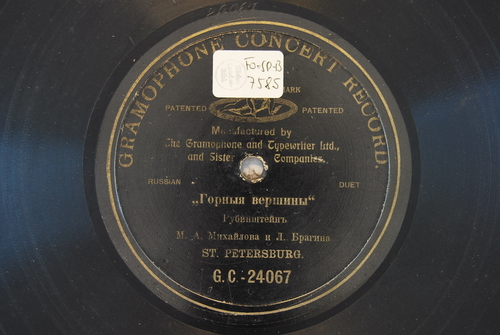 GRAMOPHONE CONCERT RECORD.
FO-SD-B
7585
MARK
PATENTED PATENTED
Manufactured by
The Gramophone and Typewriter Ltd.,
and Sister Companies,
RUSSIAN DUET
„Горныя вершины“
Рубинштейнъ
М. А. Михайлова и Л. Брагина
ST. PETERSBURG.
G.C.-24067